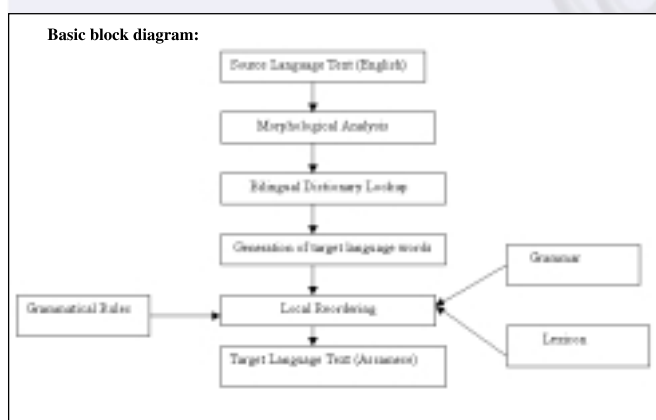 Basic block diagram:
Source Language Text (English)
Morphological Analysis
Bilingual Dictionary Lookup
Generation of target language words
Grammar
Grammatical Rules
Local Reordering
Lexicon
Target Language Text (Assamese)